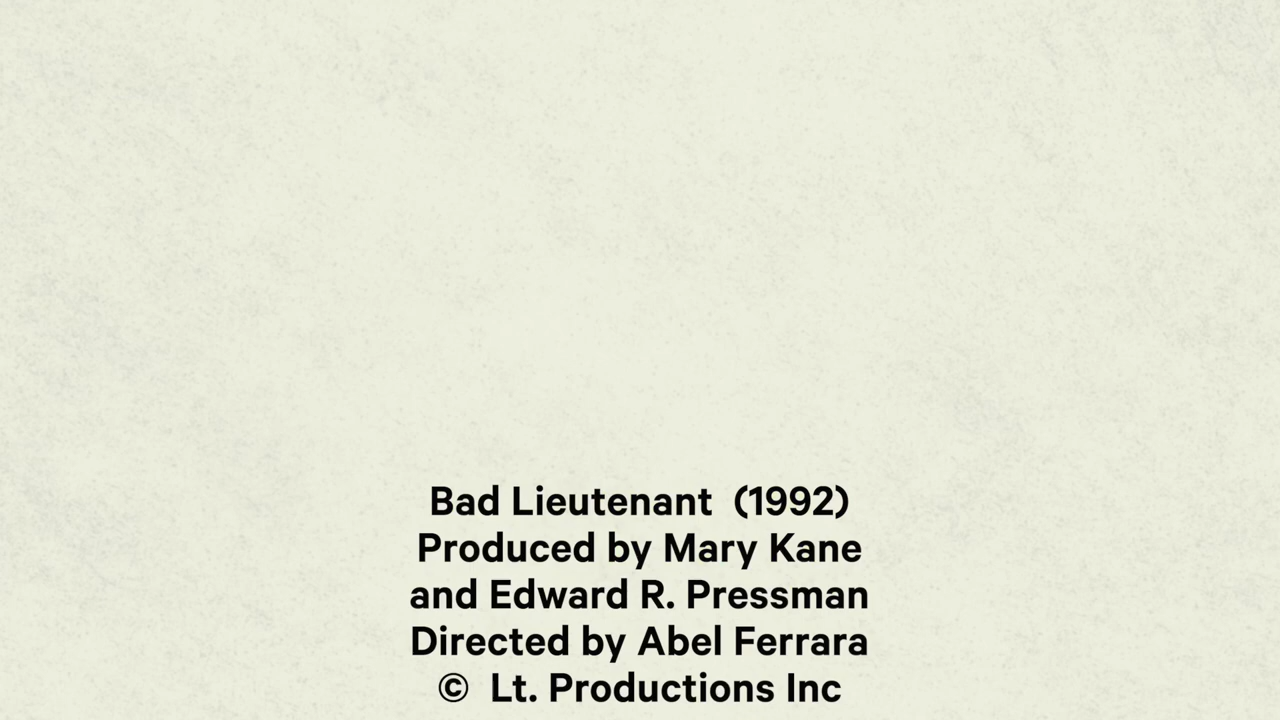 Bad Lieutenant  (1992)
Produced by Mary Kane
and Edward R. Pressman
Directed by Abel Ferrara
©  Lt. Productions Inc